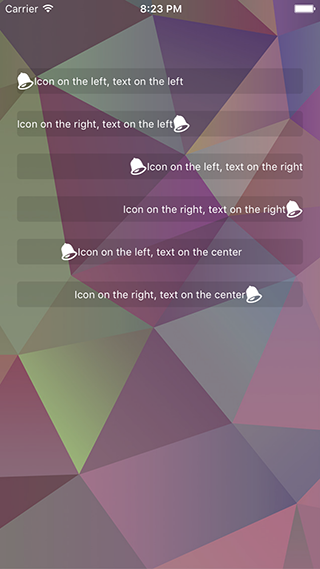 Carrier 8:23 PM
Icon on the left, text on the left
Icon on the right, text on the left
Icon on the left, text on the right
Icon on the right, text on the right
Icon on the left, text on the center
Icon on the right, text on the center